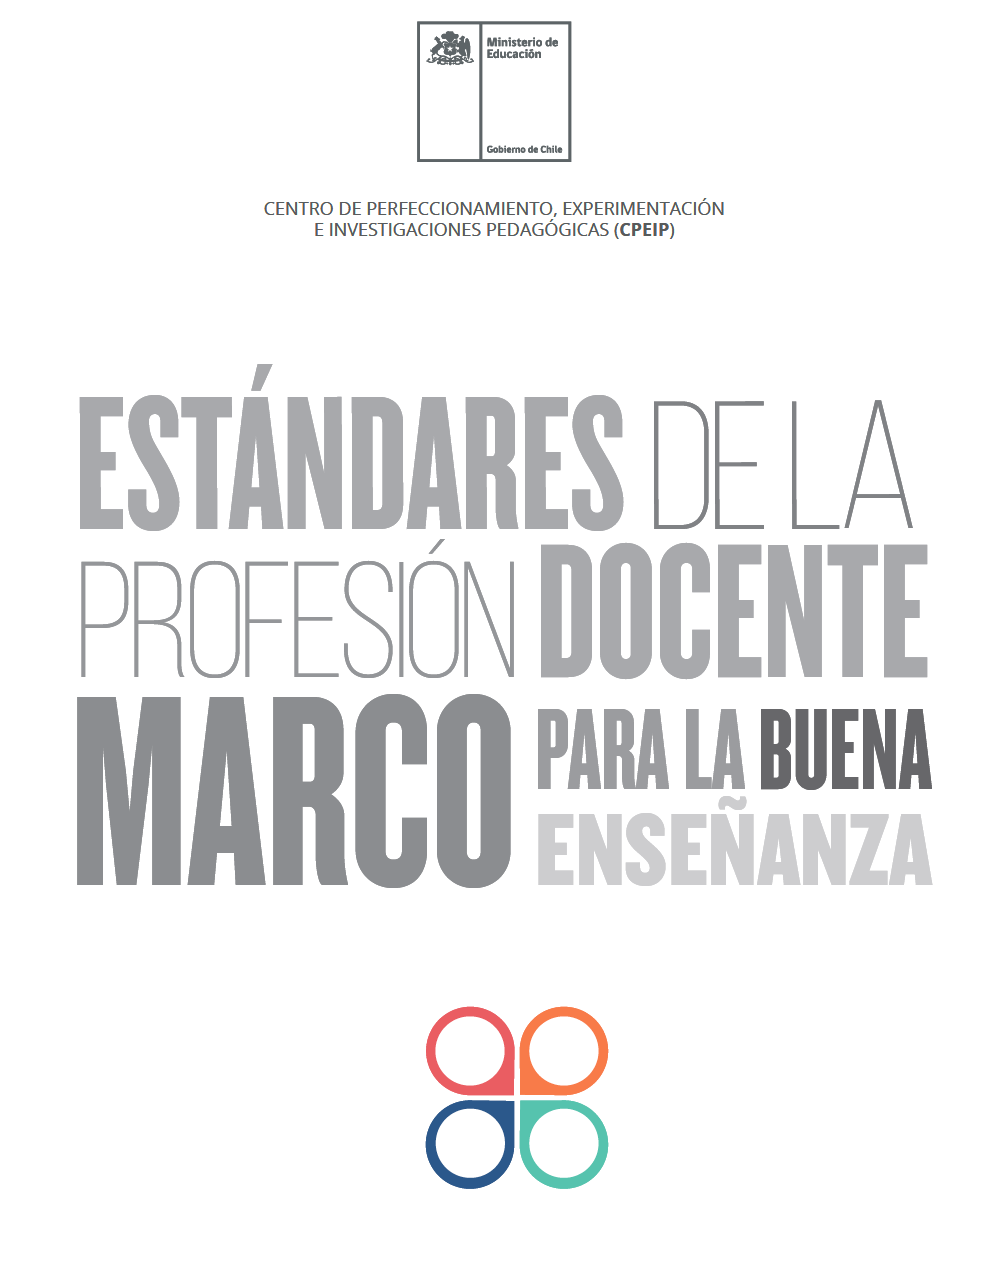 Ministerio de
Educación
Gobierno de Chile
CENTRO DE PERFECCIONAMIENTO, EXPERIMENTACIÓN
E INVESTIGACIONES PEDAGÓGICAS (CPEIP)
ESTÁNDARES DE LA
PROFESIÓN DOCENTE
MARCO PARA LA BUENA
ENSEÑANZA